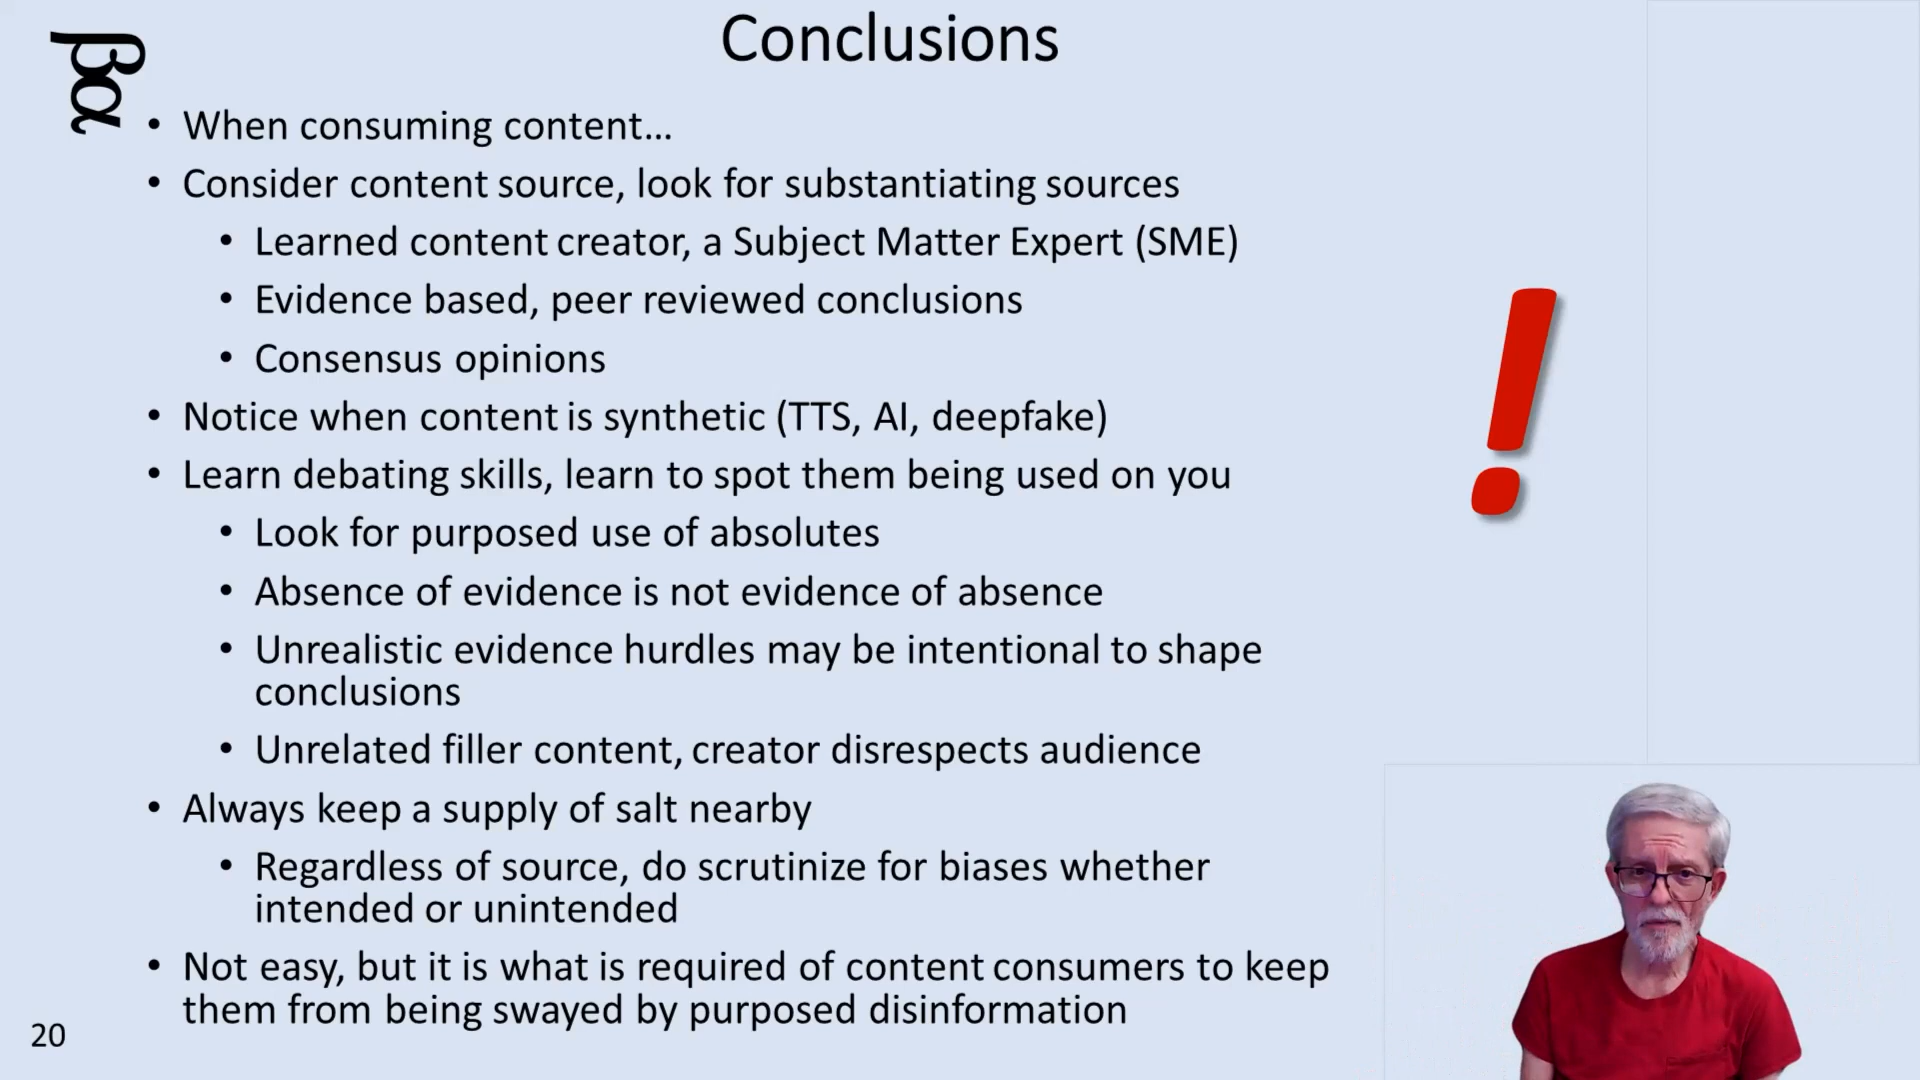 Conclusions
βα
• When consuming content...
• Consider content source, look for substantiating sources
• Learned content creator, a Subject Matter Expert (SME)
• Evidence based, peer reviewed conclusions
• Consensus opinions
• Notice when content is synthetic (TTS, AI, deepfake)
• Learn debating skills, learn to spot them being used on you
• Look for purposed use of absolutes
• Absence of evidence is not evidence of absence
• Unrealistic evidence hurdles may be intentional to shape
conclusions
• Unrelated filler content, creator disrespects audience
• Always keep a supply of salt nearby
• Regardless of source, do scrutinize for biases whether
intended or unintended
• Not easy, but it is what is required of content consumers to keep
them from being swayed by purposed disinformation
!
20